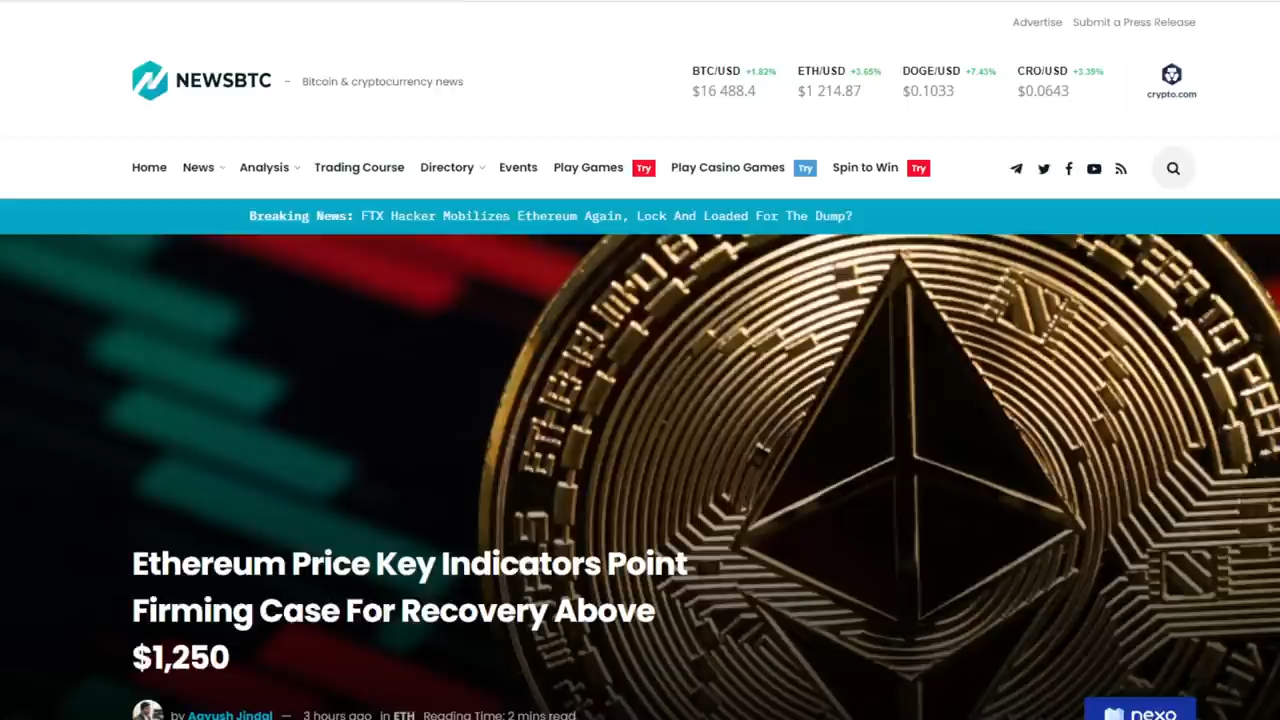 Advertise Submit a Press Release
NEWSBTC - Bitcoin & cryptocurrency news
BTC/USD +1.82% ETH/USD +3.65% DOGE/USD +7.43% CRO/USD +3.39%
$16 488.4 $1 214.87 $0.1033 $0.0643
crypto.com
Home News Analysis Trading Course Directory Events Play Games Try Play Casino Games Try Spin to Win Try
Breaking News: FTX Hacker Mobilizes Ethereum Again, Lock And Loaded For The Dump?
ETHEREUM
Ethereum Price Key Indicators Point
Firming Case For Recovery Above
$1,250
by Aayush Jindal — 3 hours ago in ETH Reading Time: 2 mins read
nexo